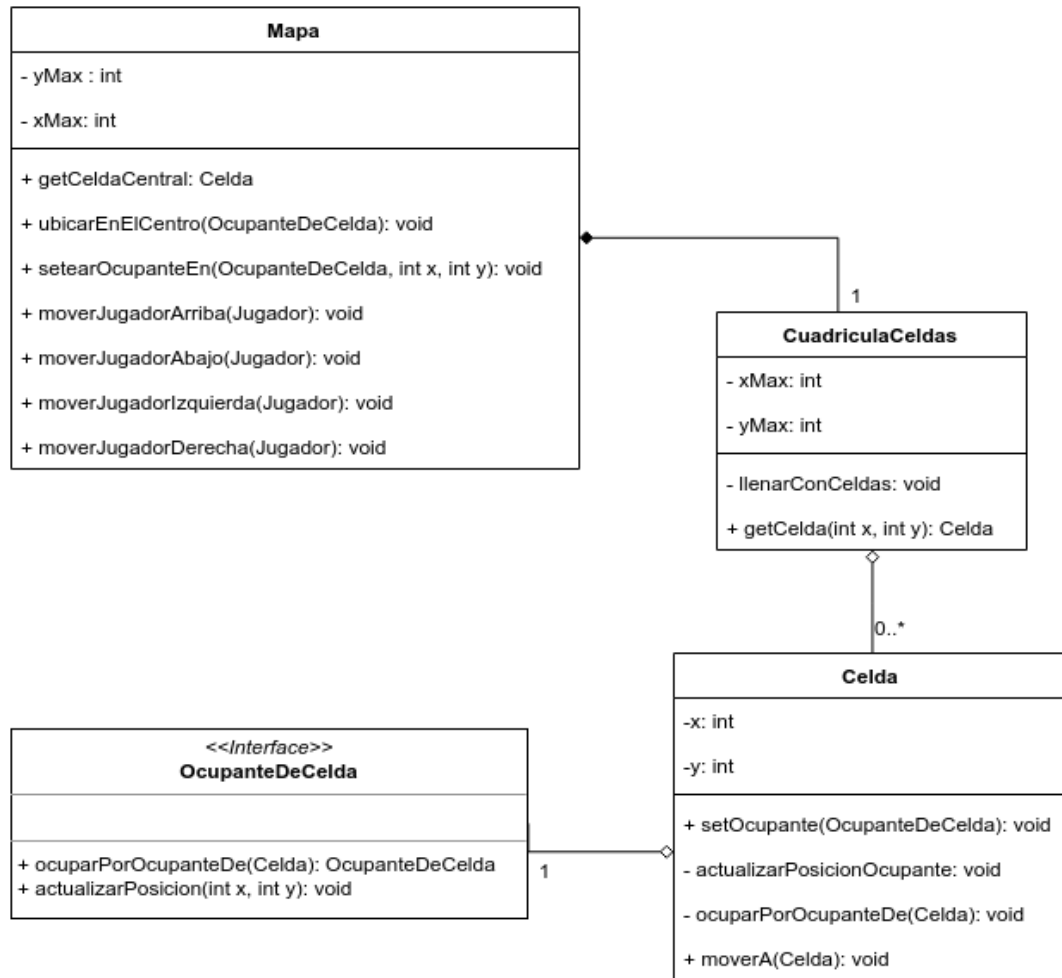 Mapa
- yMax : int
- xMax: int
+ getCeldaCentral: Celda
+ ubicarEnElCentro(OcupanteDeCelda): void
+ setearOcupanteEn(OcupanteDeCelda, int x, int y): void
+ moverJugadorArriba(Jugador): void
+ moverJugadorAbajo(Jugador): void
+ moverJugadorIzquierda(Jugador): void
+ moverJugadorDerecha(Jugador): void
1
CuadriculaCeldas
- xMax: int
- yMax: int
- llenarConCeldas: void
+ getCelda(int x, int y): Celda
0..*
Celda
-x: int
-y: int
+ setOcupante(OcupanteDeCelda): void
- actualizarPosicionOcupante: void
- ocuparPorOcupanteDe(Celda): void
+ moverA(Celda): void
<<Interface>>
OcupanteDeCelda
+ ocuparPorOcupanteDe(Celda): OcupanteDeCelda
+ actualizarPosicion(int x, int y): void
1